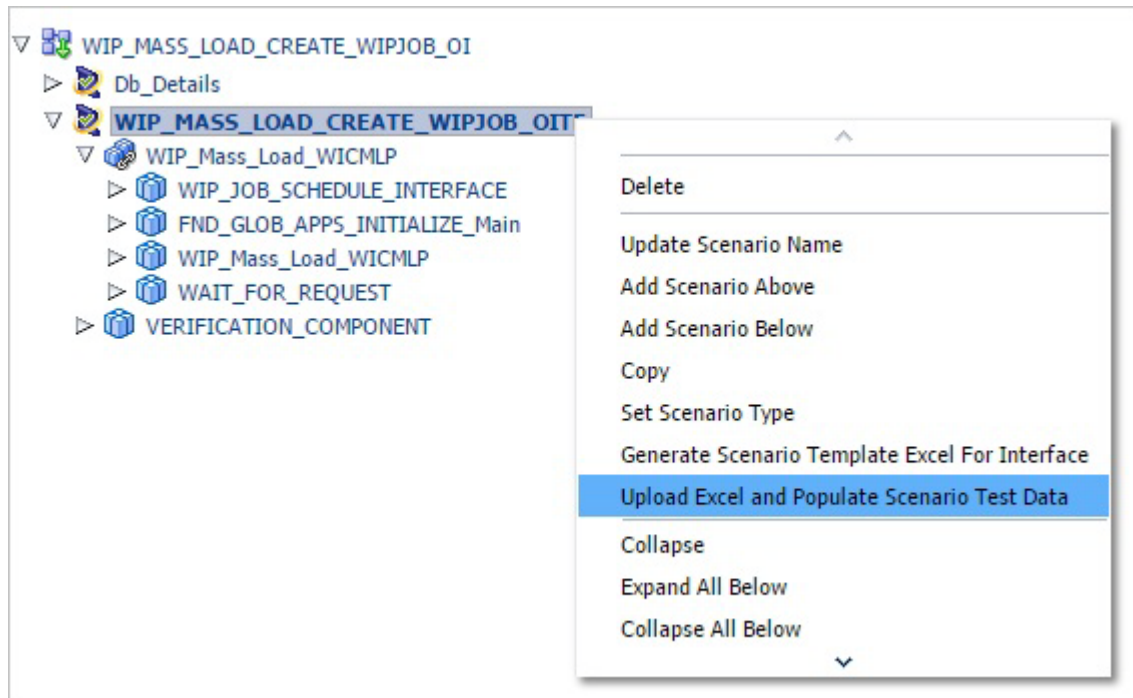 WIP_MASS_LOAD_CREATE_WIPJOB_OI
Db_Details
WIP_MASS_LOAD_CREATE_WIPJOB_OITF
WIP_Mass_Load_WICMLP
WIP_JOB_SCHEDULE_INTERFACE
FND_GLOB_APPS_INITIALIZE_Main
WIP_Mass_Load_WICMLP
WAIT_FOR_REQUEST
VERIFICATION_COMPONENT
Delete
Update Scenario Name
Add Scenario Above
Add Scenario Below
Copy
Set Scenario Type
Generate Scenario Template Excel For Interface
Upload Excel and Populate Scenario Test Data
Collapse
Expand All Below
Collapse All Below